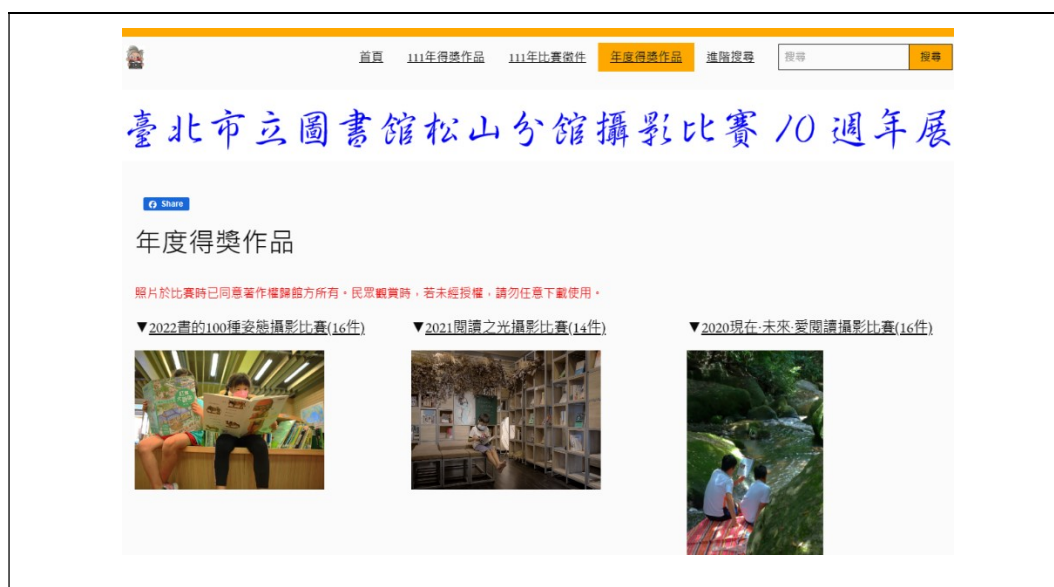 首頁 111年得獎作品 111年比賽徵件 年度得獎作品 進階搜尋 搜尋 搜尋
臺北市立圖書館松山分館攝影比賽10週年展
Share
年度得獎作品
照片於比賽時已同意著作權歸館方所有。民眾觀賞時，若未經授權，請勿任意下載使用。
▼2022書的100種姿態攝影比賽(16件) ▼2021閱讀之光攝影比賽(14件) ▼2020現在‧未來‧愛閱讀攝影比賽(16件)